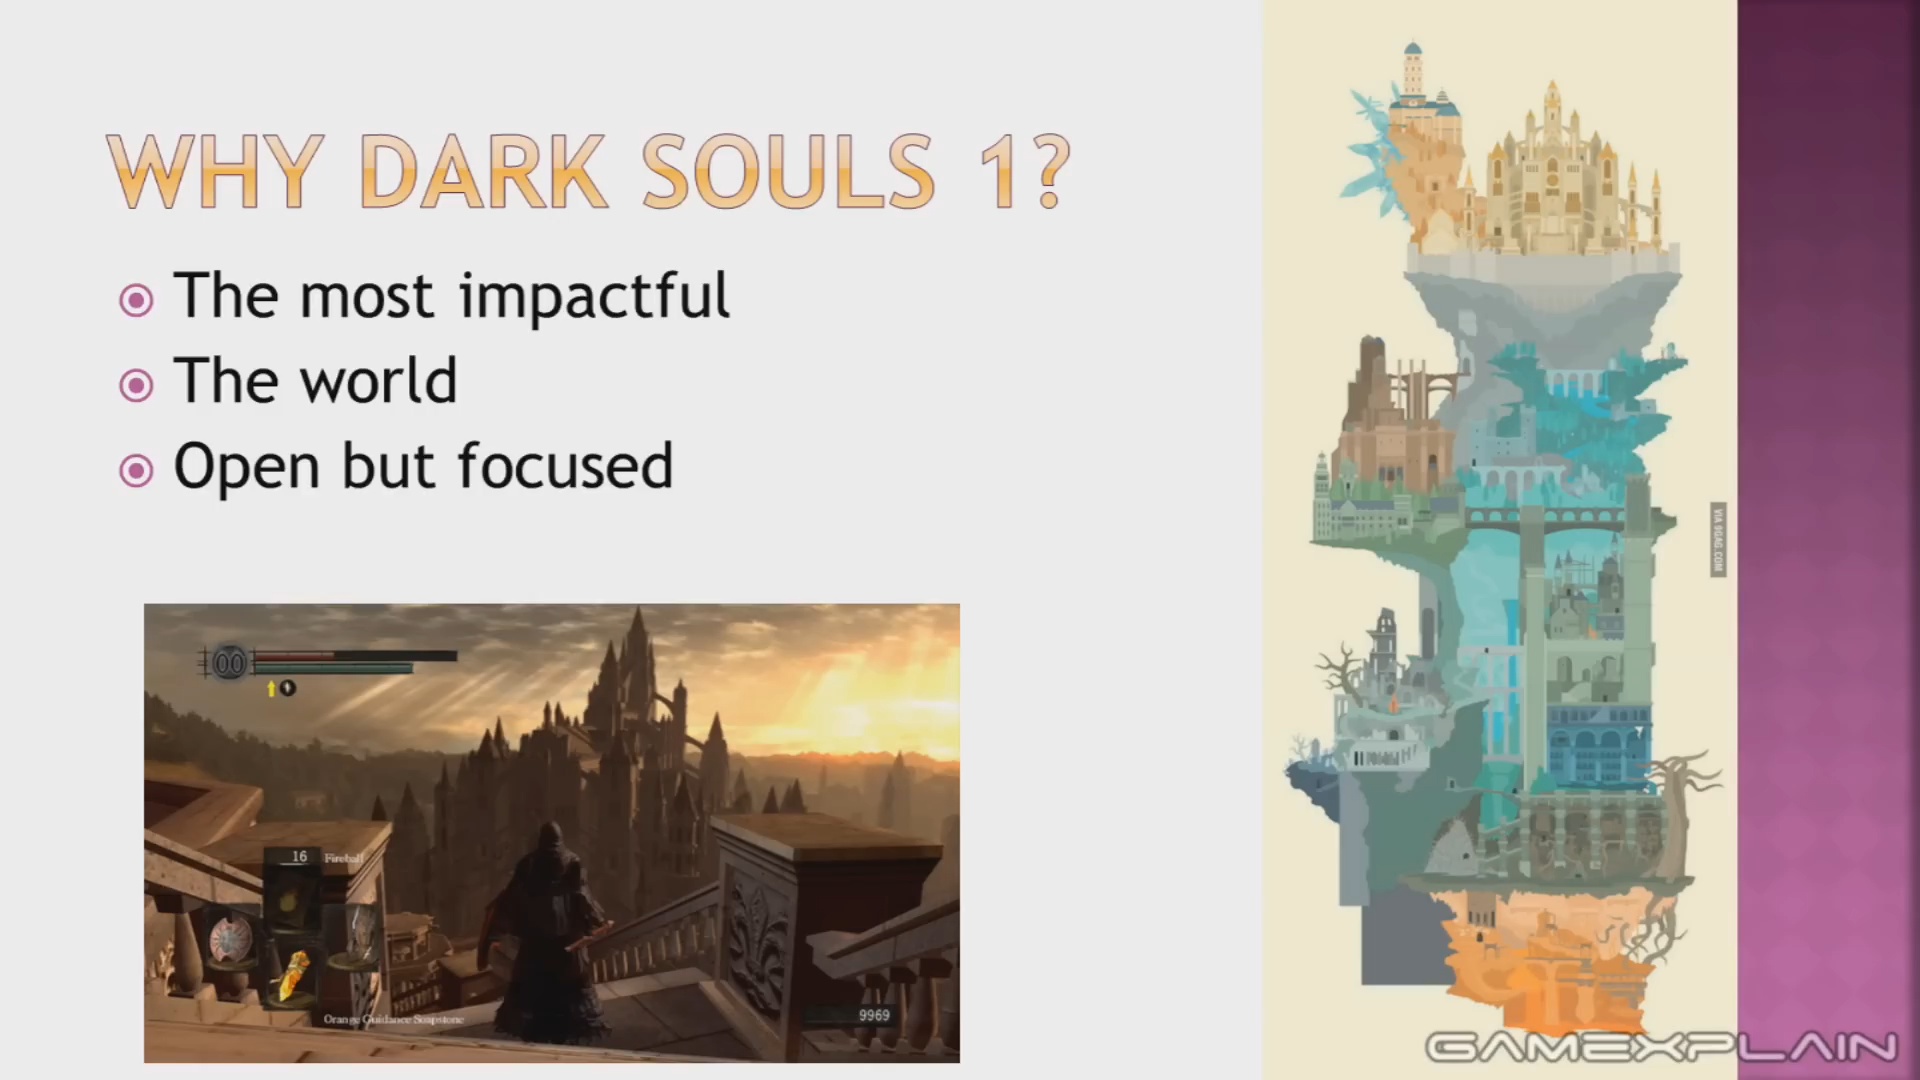 WHY DARK SOULS 1?
The most impactful
The world
Open but focused
VIA 9GAG.COM
00
16
Fireball
Orange Guidance Soapstone
9969
GAMEXPLAIN